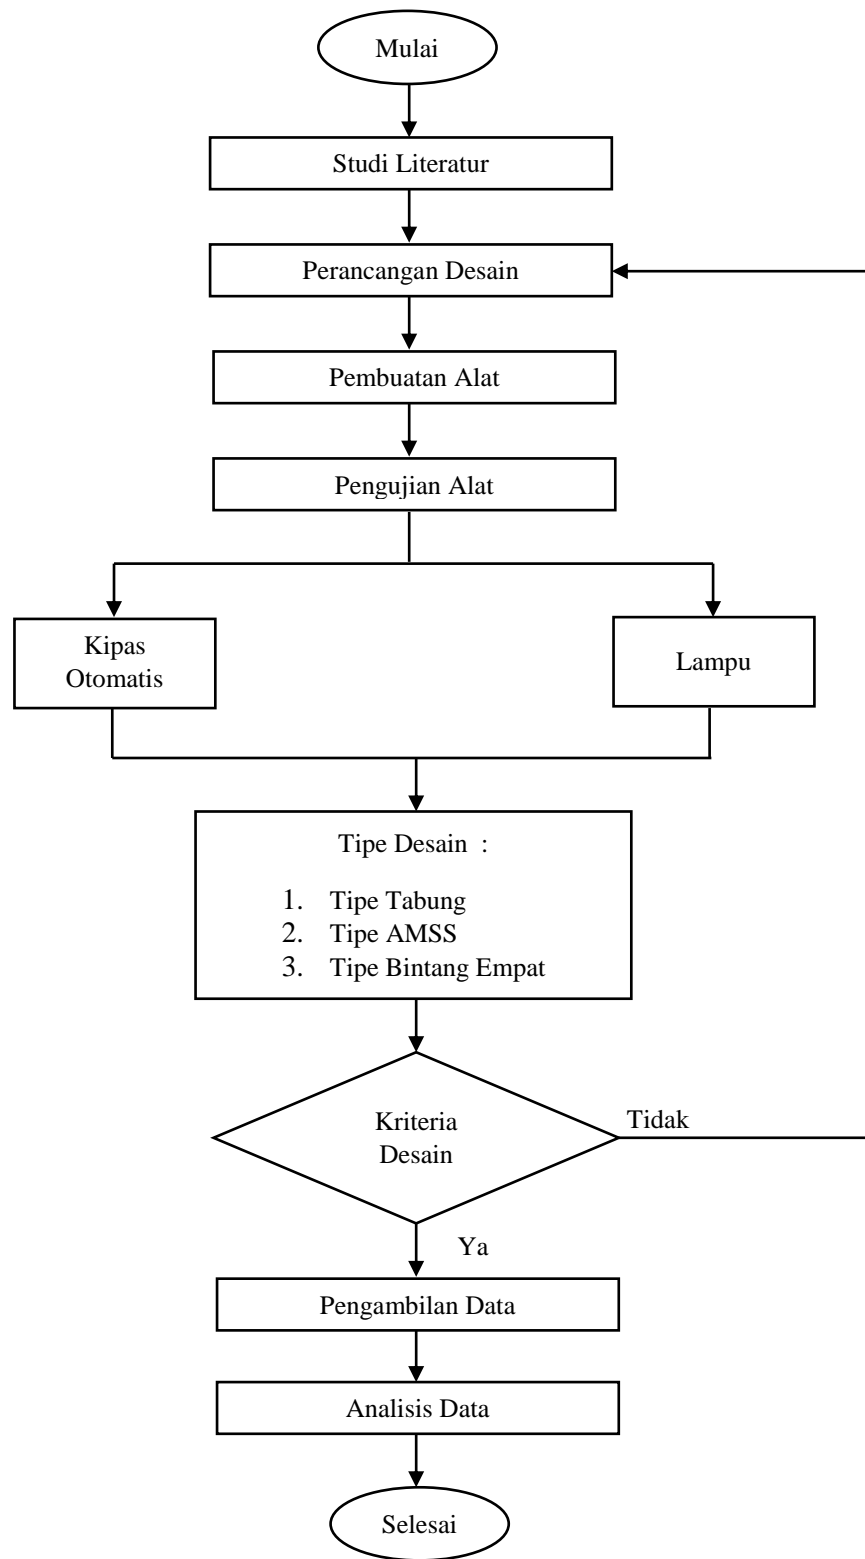 Mulai
Studi Literatur
Perancangan Desain
Pembuatan Alat
Pengujian Alat
Kipas
Otomatis
Lampu
Tipe Desain :
1. Tipe Tabung
2. Tipe AMSS
3. Tipe Bintang Empat
Kriteria
Desain
Tidak
Ya
Pengambilan Data
Analisis Data
Selesai